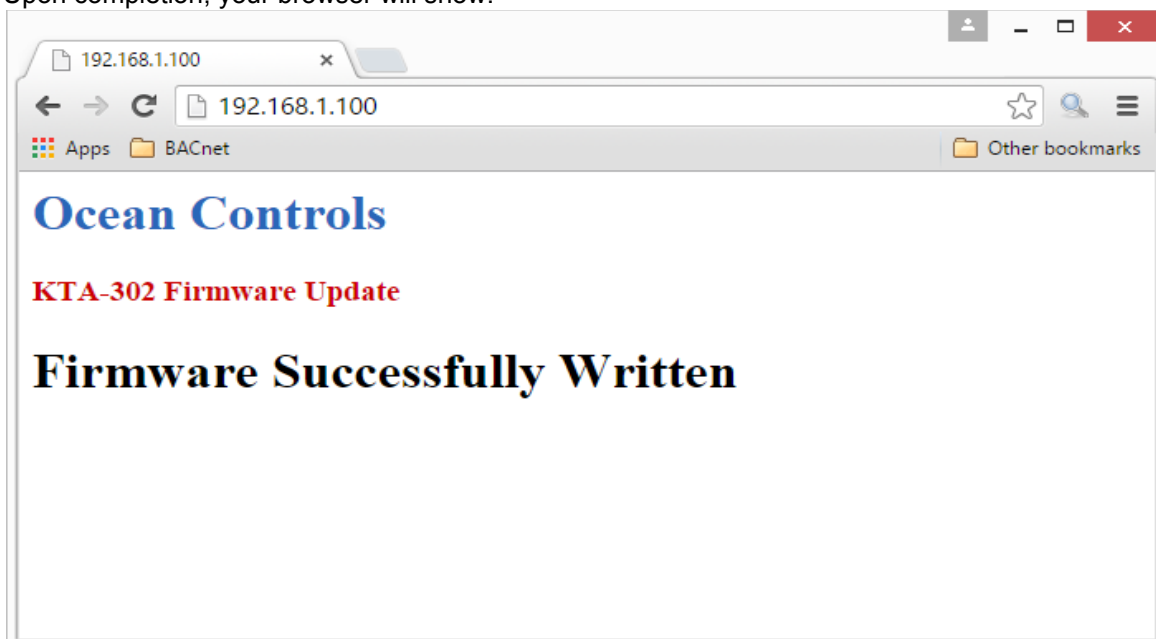 Upon completion, your browser will show:
192.168.1.100
192.168.1.100
Apps BACnet Other bookmarks
Ocean Controls
KTA-302 Firmware Update
Firmware Successfully Written